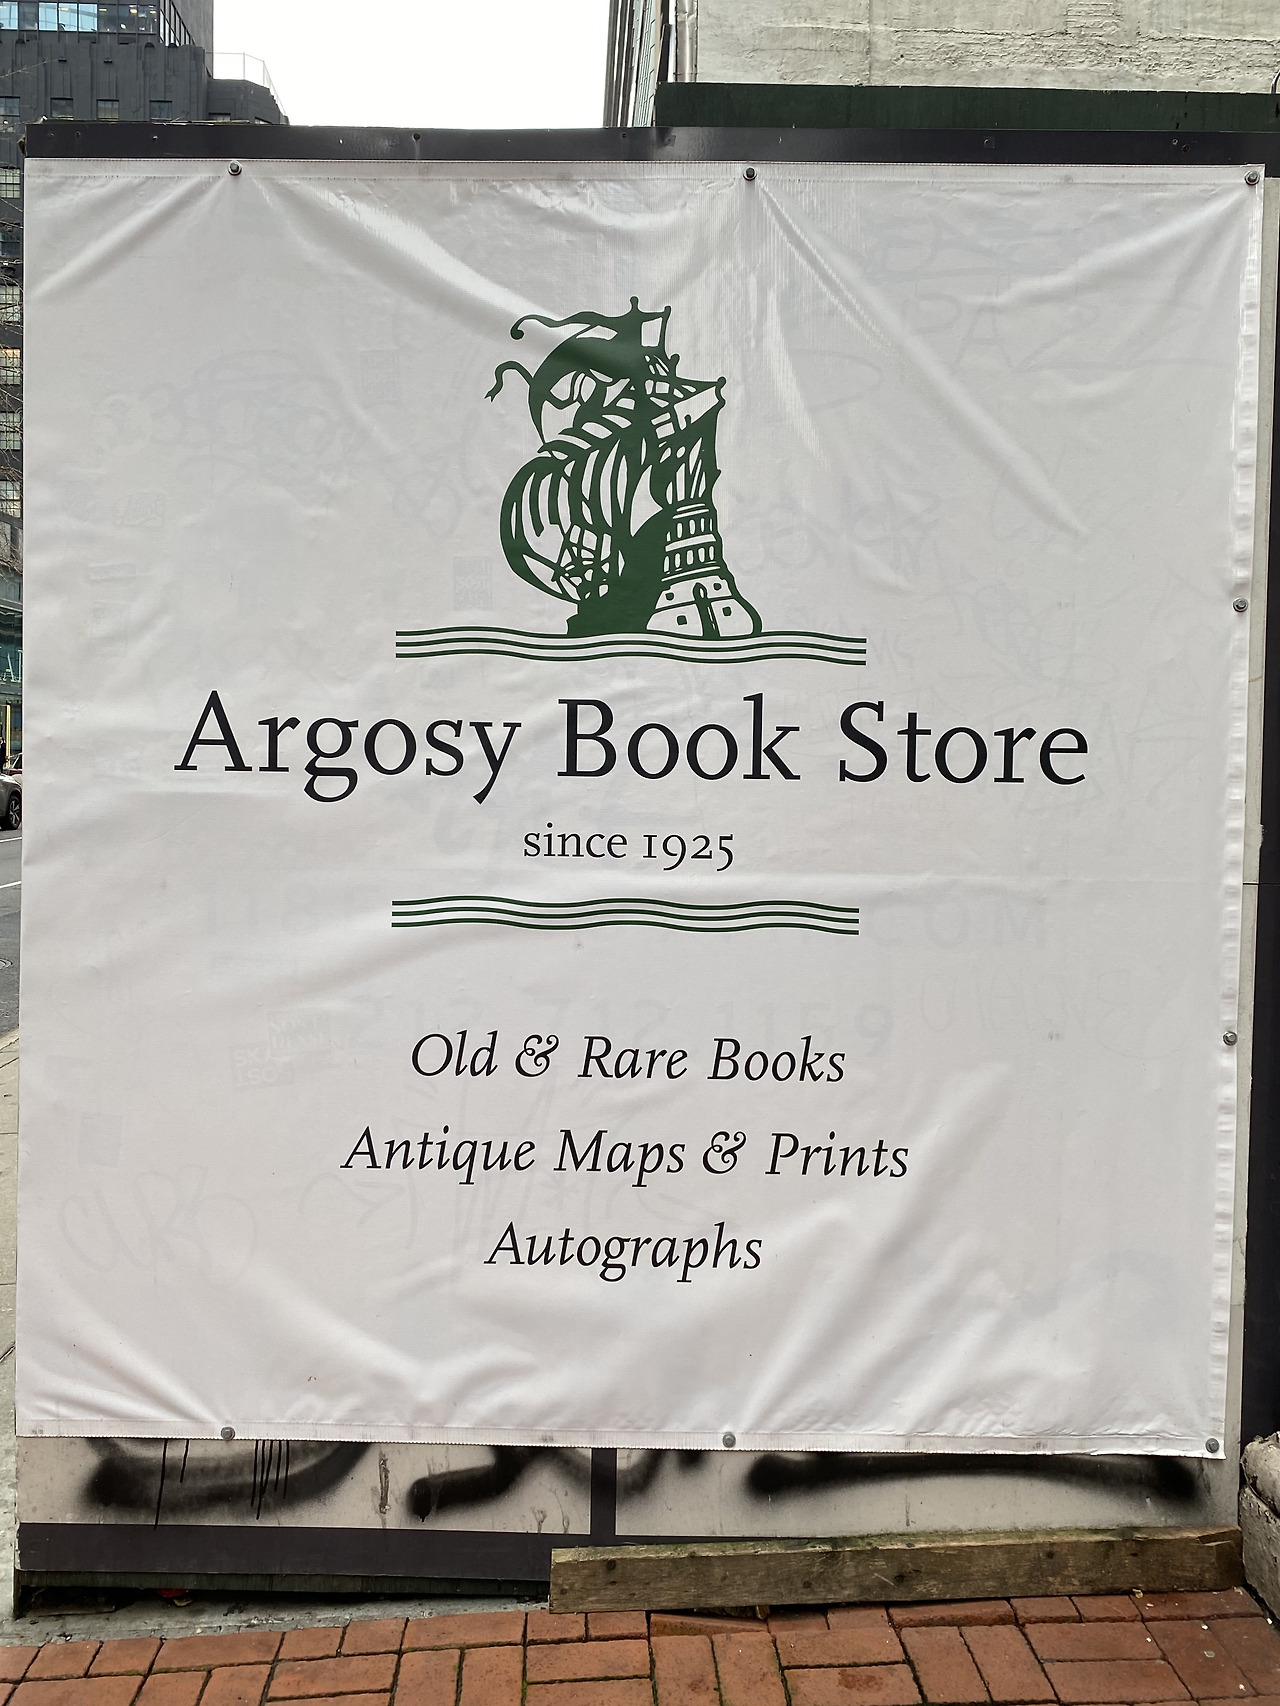 Argosy Book Store
since 1925
Old & Rare Books
Antique Maps & Prints
Autographs